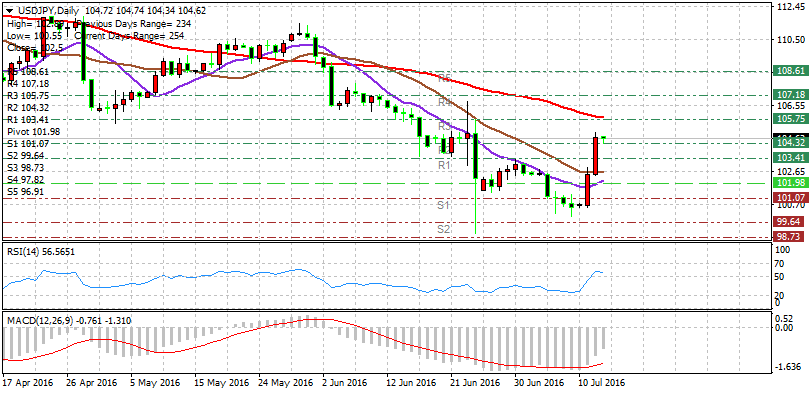 USDJPY,Daily 104.72 104.74 104.34 104.62
High= Previous Days Range= 234
Low= 100.55 Current Days Range= 254
Close= 102.5
R5 108.61
R4 107.18
R3 105.75
R2 104.32
R1 103.41
Pivot 101.98
S1 101.07
S2 99.64
S3 98.73
S4 97.82
S5 96.91
R5
R4
R3
R1
S1
S2
112.45
110.50
108.61
107.18
106.55
105.75
104.32
103.41
102.65
101.98
101.07
100.70
99.64
98.73
RSI(14) 56.5651
100
70
50
20
0
MACD(12,26,9) -0.761 -1.310
0.52
0.00
-1.636
17 Apr 2016 26 Apr 2016 5 May 2016 15 May 2016 24 May 2016 2 Jun 2016 12 Jun 2016 21 Jun 2016 30 Jun 2016 10 Jul 2016